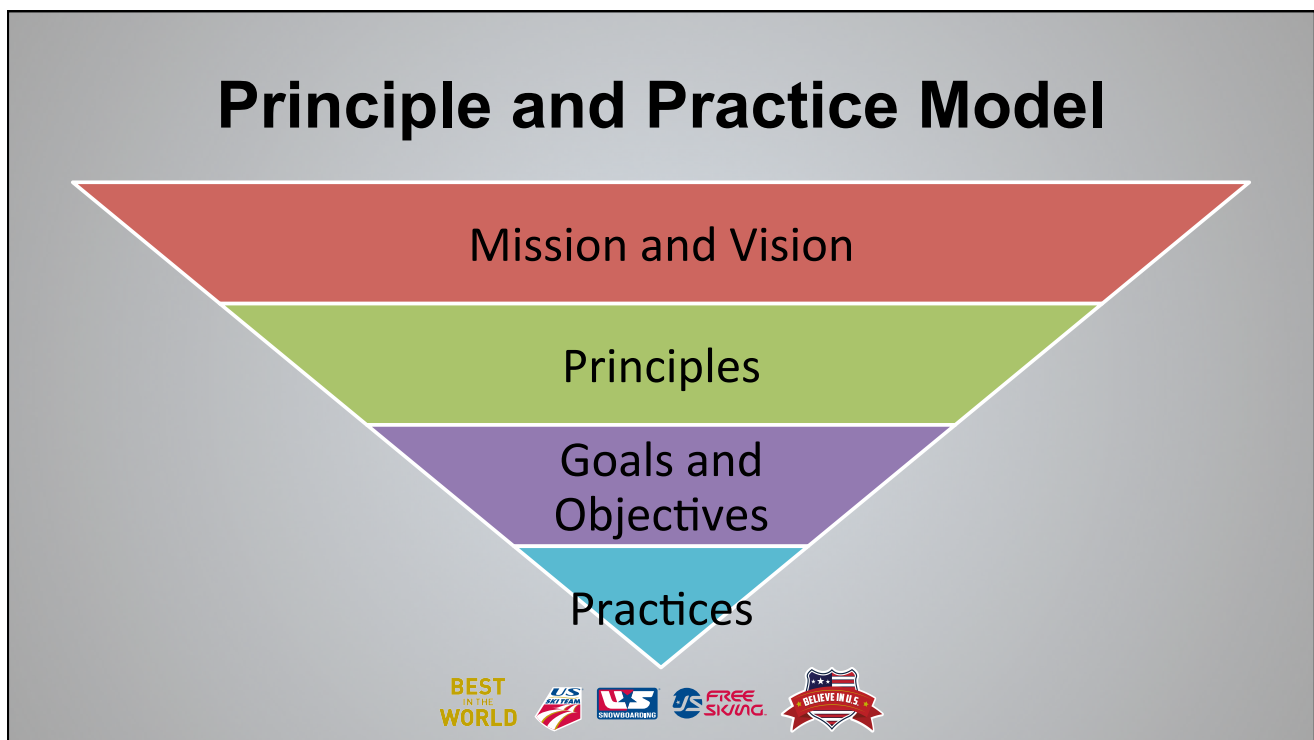 Principle and Practice Model
Mission and Vision
Principles
Goals and
Objectives
Practices
BEST
IN THE
WORLD
US
SKI TEAM
US
SNOWBOARDING
US FREE
SKIING
BELIEVE IN U.S.